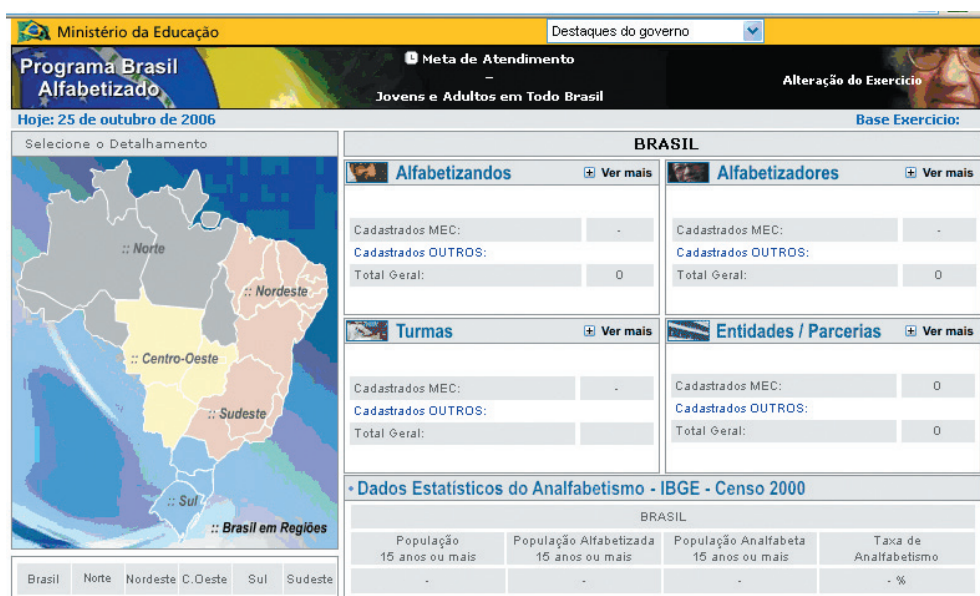 Ministério da Educação
Destaques do governo
Programa Brasil
Alfabetizado
Meta de Atendimento
–
Jovens e Adultos em Todo Brasil
Alteração do Exercicio
Hoje: 25 de outubro de 2006
Base Exercicio:
Selecione o Detalhamento
:: Norte
:: Nordeste
:: Centro-Oeste
:: Sudeste
:: Sul
:: Brasil em Regiões
Brasil Norte Nordeste C.Oeste Sul Sudeste
BRASIL
Alfabetizandos + Ver mais
Cadastrados MEC: -
Cadastrados OUTROS:
Total Geral: 0
Alfabetizadores + Ver mais
Cadastrados MEC: -
Cadastrados OUTROS:
Total Geral: 0
Turmas + Ver mais
Cadastrados MEC: -
Cadastrados OUTROS:
Total Geral:
Entidades / Parcerias + Ver mais
Cadastrados MEC: 0
Cadastrados OUTROS:
Total Geral: 0
Dados Estatísticos do Analfabetismo - IBGE - Censo 2000
BRASIL
População
15 anos ou mais
População Alfabetizada
15 anos ou mais
População Analfabeta
15 anos ou mais
Taxa de
Analfabetismo
- - - - %